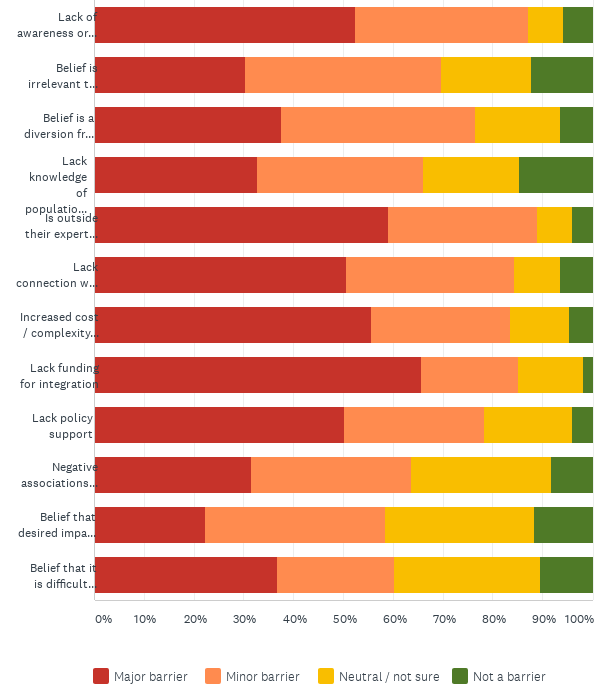 Lack of
awareness or...
Belief is
irrelevant t...
Belief is a
diversion fr...
Lack
knowledge
of
populatio...
Is outside
their expert...
Lack
connection w...
Increased cost
/ complexity...
Lack funding
for integration
Lack policy
support
Negative
associations...
Belief that
desired impa...
Belief that it
is difficult...
0% 10% 20% 30% 40% 50% 60% 70% 80% 90% 100%
Major barrier Minor barrier Neutral / not sure Not a barrier